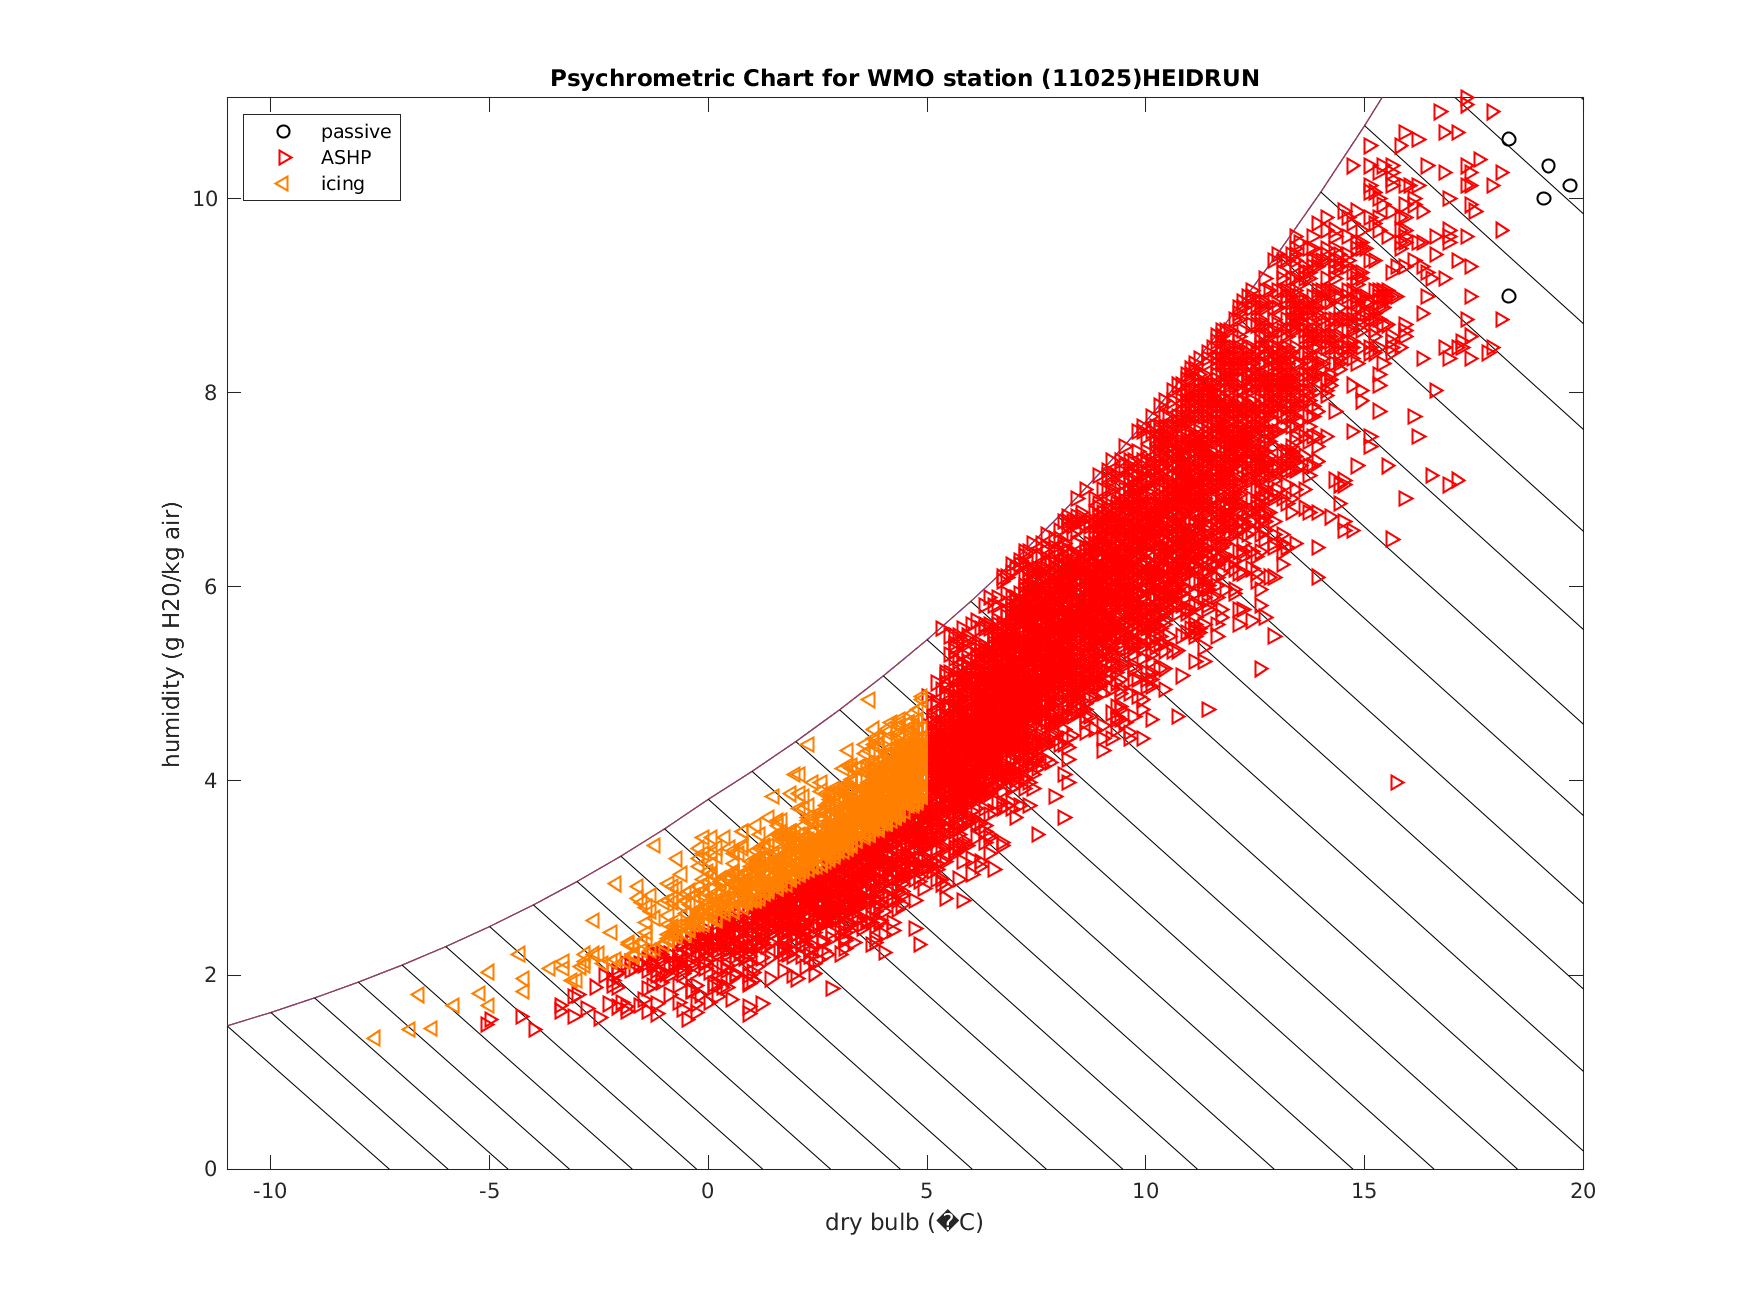 Psychrometric Chart for WMO station (11025)HEIDRUN
passive
ASHP
icing
humidity (g H20/kg air)
10
8
6
4
2
0
-10 -5 0 5 10 15 20
dry bulb (�C)